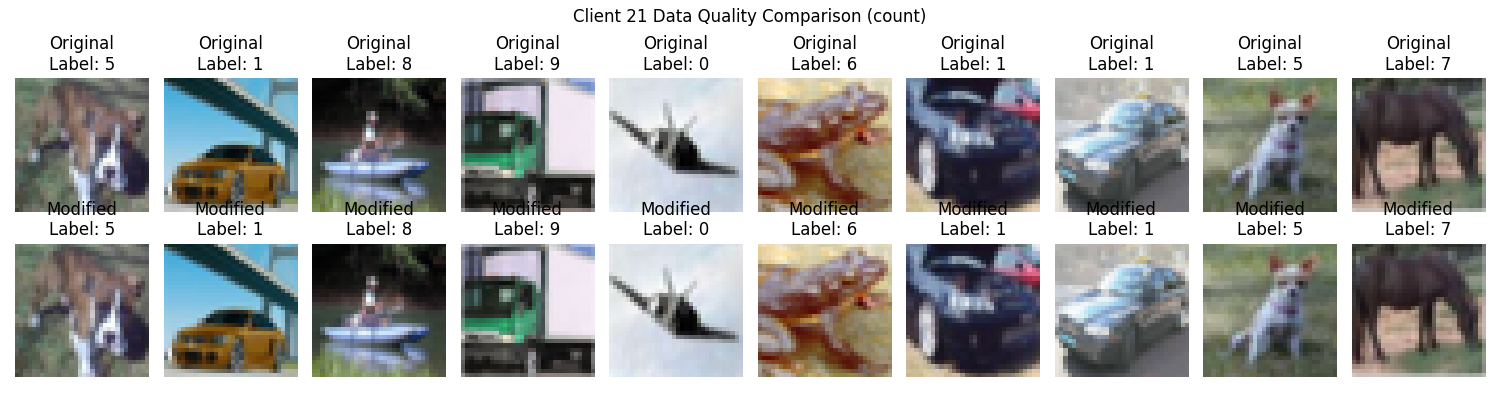 Client 21 Data Quality Comparison (count)
Original Original Original Original Original Original Original Original Original Original
Label: 5 Label: 1 Label: 8 Label: 9 Label: 0 Label: 6 Label: 1 Label: 1 Label: 5 Label: 7
Modified Modified Modified Modified Modified Modified Modified Modified Modified Modified
Label: 5 Label: 1 Label: 8 Label: 9 Label: 0 Label: 6 Label: 1 Label: 1 Label: 5 Label: 7